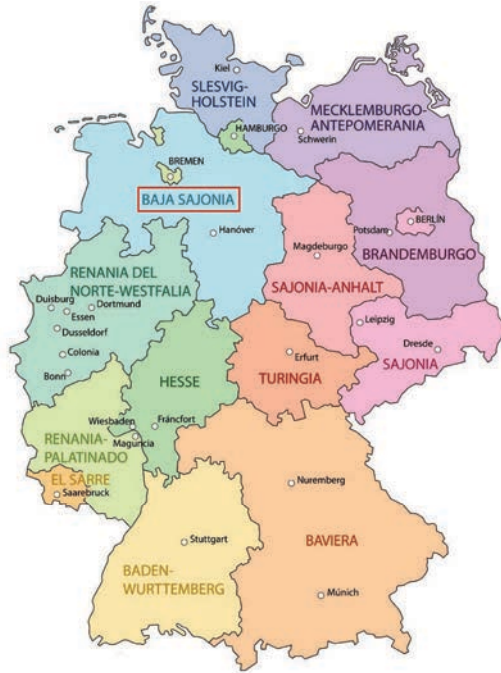 Kiel
SLESVIG-
HOLSTEIN
MECKLEMBURGO-
ANTEPOMERANIA
HAMBURGO
Schwerin
BREMEN
BAJA SAJONIA
Hanóver
BERLÍN
Potsdam
BRANDEMBURGO
Magdeburgo
SAJONIA-ANHALT
RENANIA DEL
NORTE-WESTFALIA
Duisburg
Dortmund
Essen
Dusseldorf
Colonia
Bonn
Leipzig
Dresde
SAJONIA
Erfurt
TURINGIA
HESSE
Wiesbaden
Fráncfort
Maguncia
RENANIA-
PALATINADO
EL SARRE
Saarebruck
Nuremberg
Stuttgart
BAVIERA
BADEN-
WURTTEMBERG
Múnich